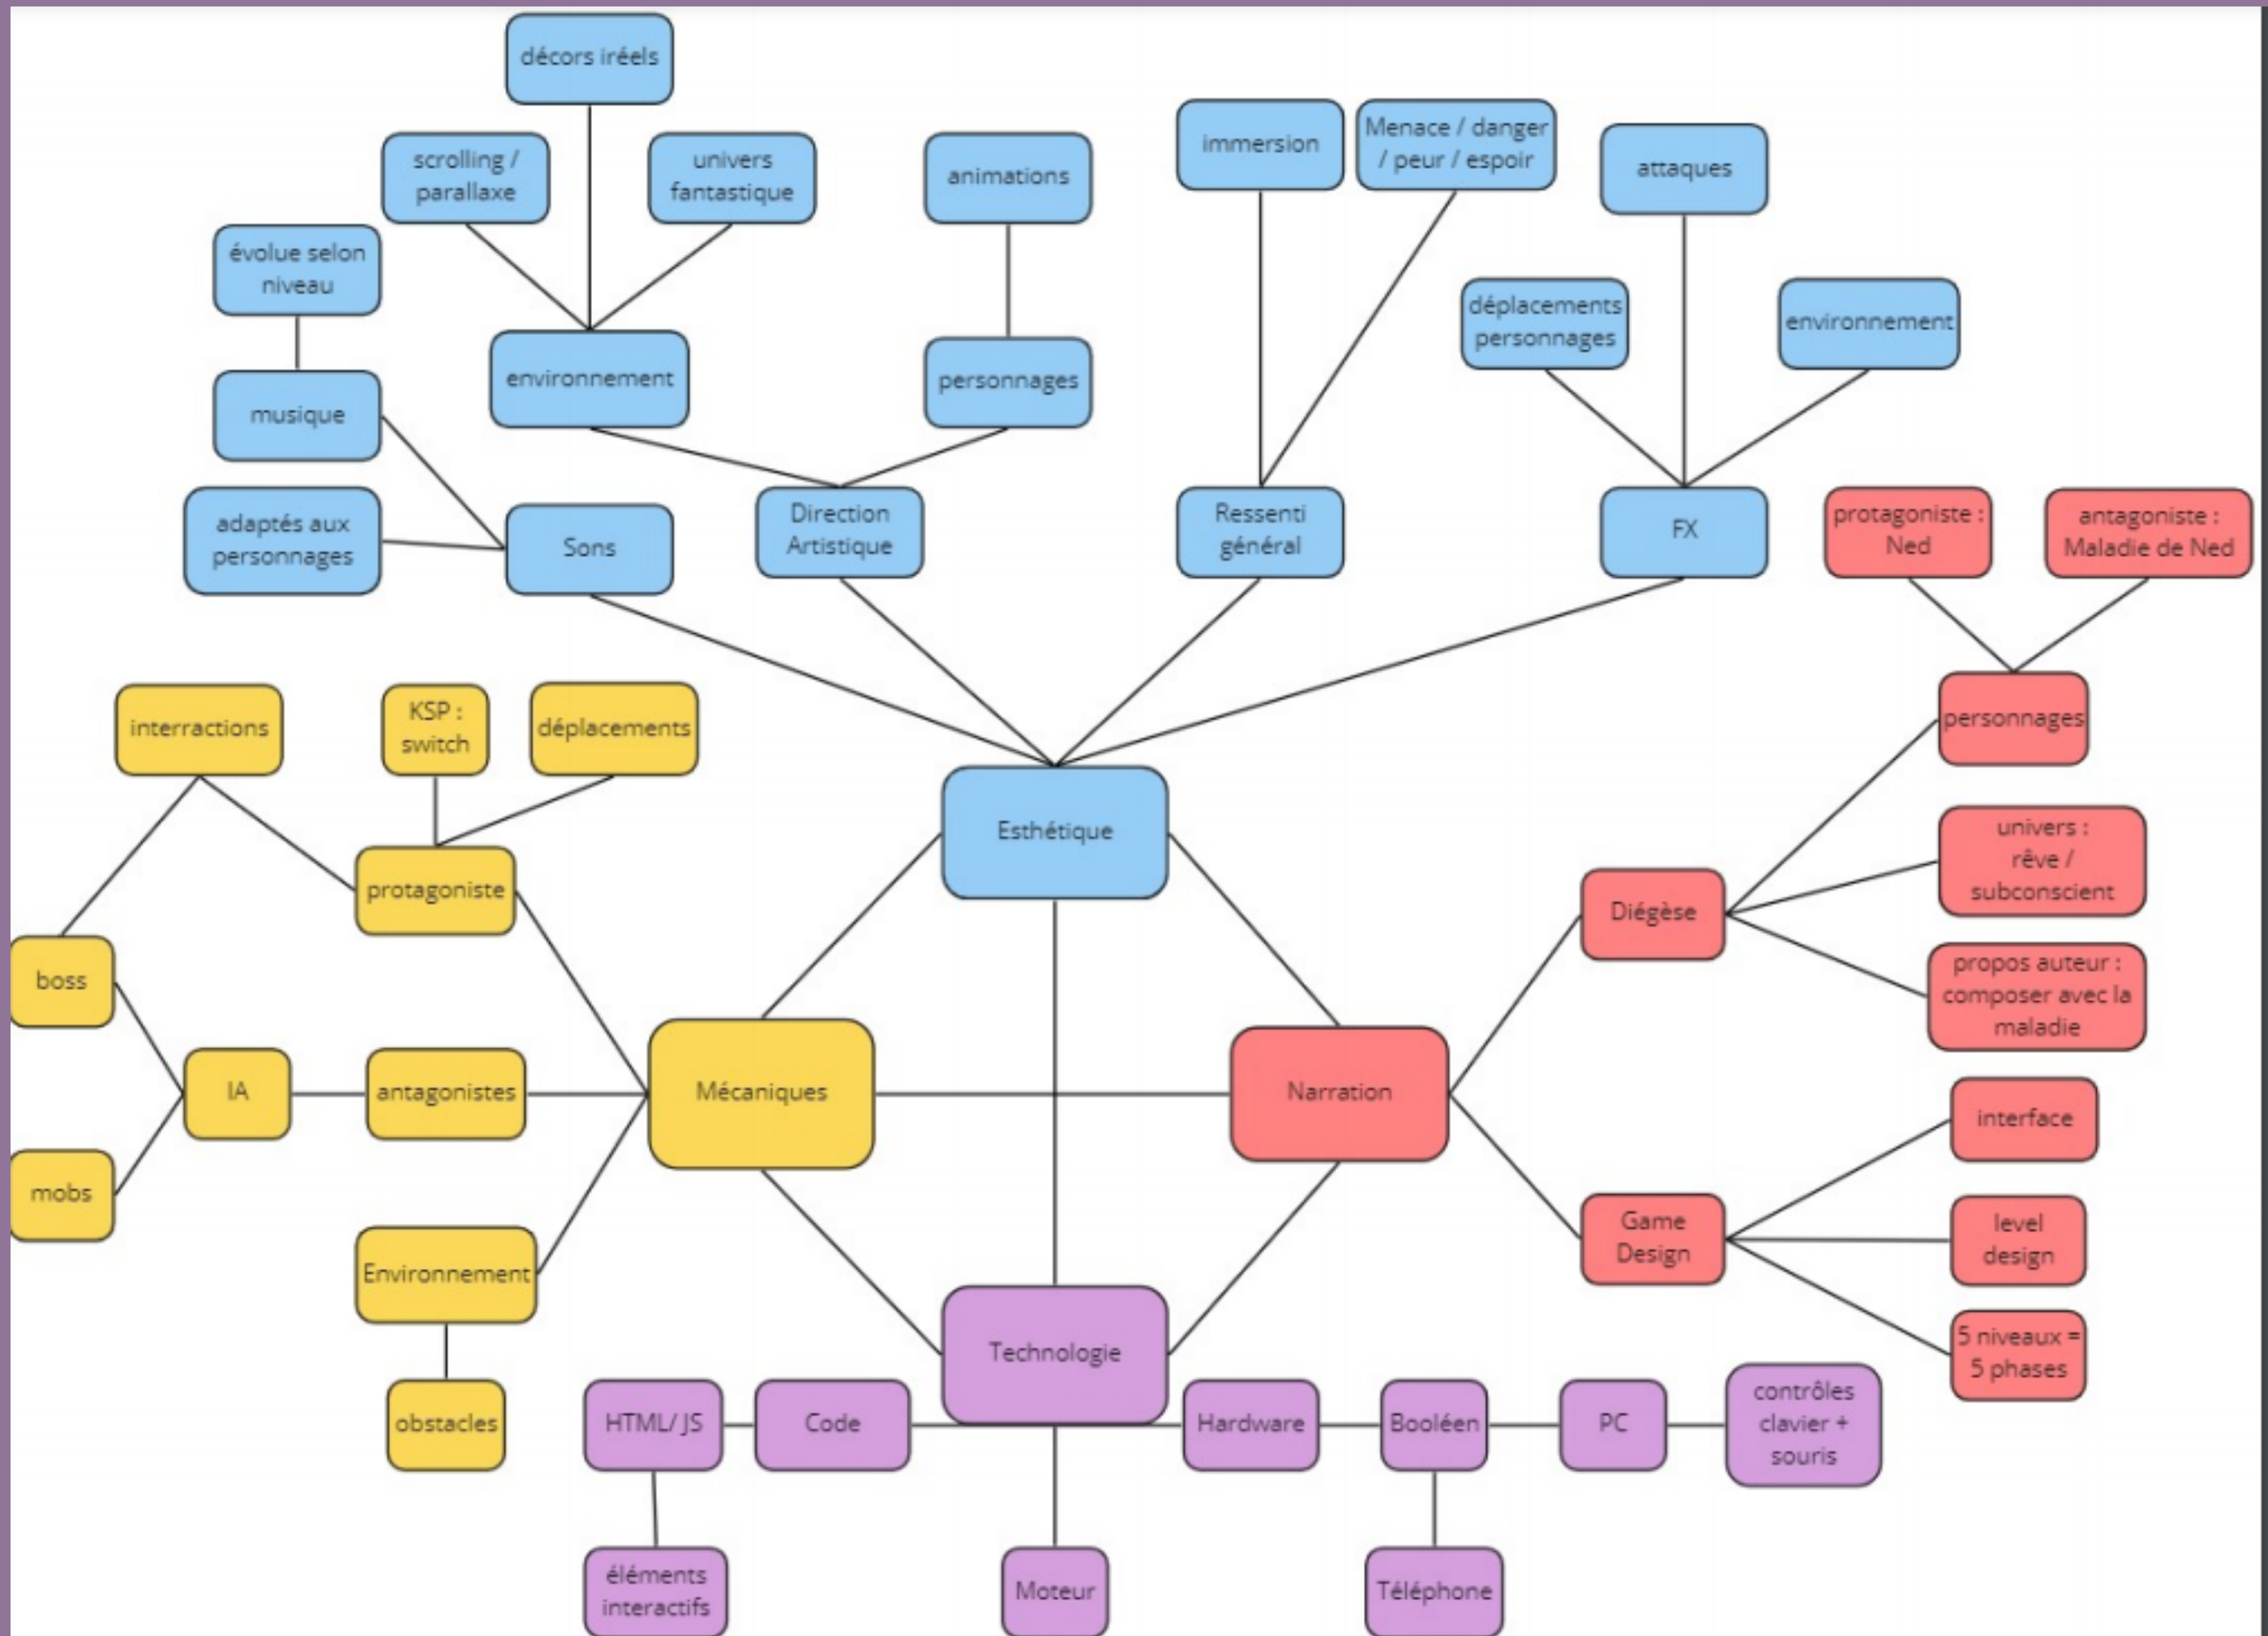 décors iréels
scrolling /
parallaxe
univers
fantastique
animations
immersion
Menace / danger
/ peur / espoir
attaques
évolue selon
niveau
déplacements
personnages
environnement
environnement
personnages
musique
adaptés aux
personnages
Sons
Direction
Artistique
Ressenti
général
FX
protagoniste :
Ned
antagoniste :
Maladie de Ned
interractions
KSP :
switch
déplacements
personnages
Esthétique
protagoniste
univers :
rêve /
subconscient
Diégèse
boss
propos auteur :
composer avec la
maladie
IA
antagonistes
Mécaniques
Narration
interface
mobs
Game
Design
level
design
Environnement
Technologie
5 niveaux =
5 phases
obstacles
HTML/ JS
Code
Hardware
Booléen
PC
contrôles
clavier +
souris
éléments
interactifs
Moteur
Téléphone